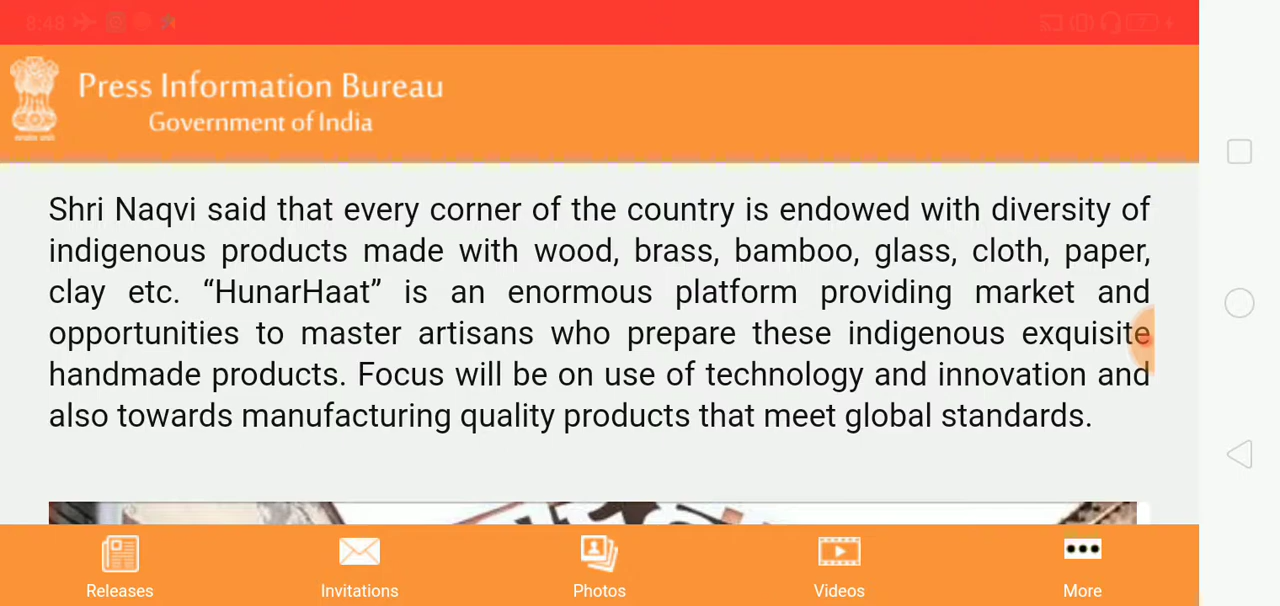 8:48
7
Press Information Bureau
Government of India
Shri Naqvi said that every corner of the country is endowed with diversity of
indigenous products made with wood, brass, bamboo, glass, cloth, paper,
clay etc. “HunarHaat” is an enormous platform providing market and
opportunities to master artisans who prepare these indigenous exquisite
handmade products. Focus will be on use of technology and innovation and
also towards manufacturing quality products that meet global standards.
Releases
Invitations
Photos
Videos
More